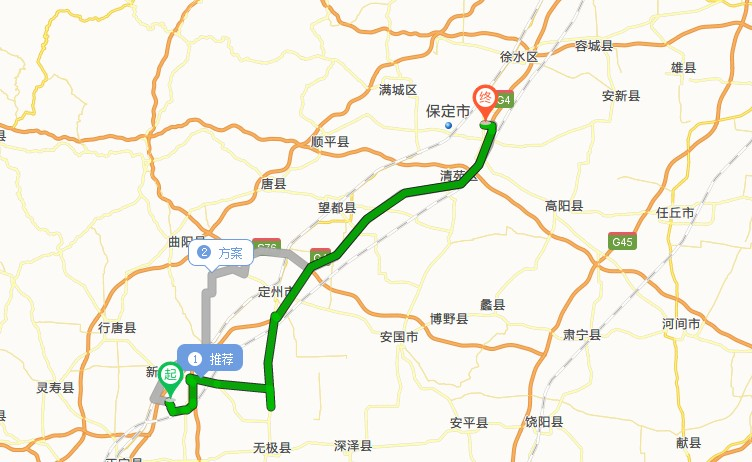 徐水区
容城县
雄县
满城区
终
G4
安新县
保定市
顺平县
清苑区
唐县
望都县
高阳县
任丘市
曲阳县
2 方案
S76
G45
定州市
蠡县
博野县
河间市
行唐县
安国市
肃宁县
1 推荐
新
起
灵寿县
无极县
深泽县
安平县
饶阳县
献县